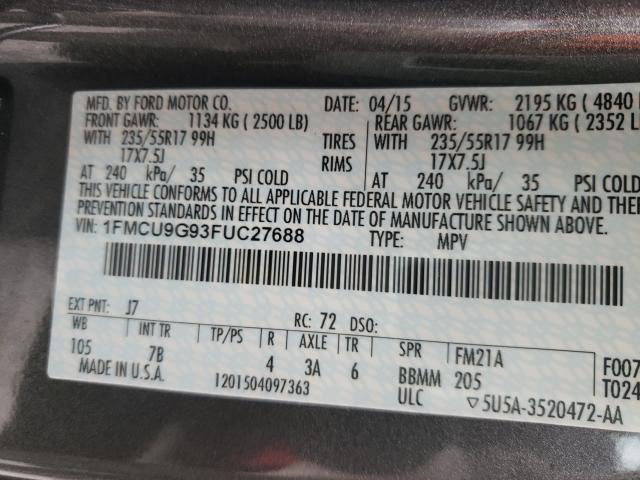 MFD. BY FORD MOTOR CO. DATE: 04/15 GVWR: 2195 KG ( 4840
FRONT GAWR: 1134 KG ( 2500 LB) REAR GAWR: 1067 KG ( 2352 LB
WITH 235/55R17 99H TIRES WITH 235/55R17 99H
17X7.5J RIMS 17X7.5J
AT 240 kPa/ 35 PSI COLD AT 240 kPa/ 35 PSI COLD
THIS VEHICLE CONFORMS TO ALL APPLICABLE FEDERAL MOTOR VEHICLE SAFETY AND
PREVENTION STANDARDS IN EFFECT ON THE DATE OF MANUFACTURE SHOWN ABOVE.
VIN: 1FMCU9G93FUC27688 TYPE: MPV
EXT PNT: J7 RC: 72 DSO:
WB INT TR TP/PS R AXLE TR SPR FM21A F007
105 7B 4 3A 6 BBMM 205 T024
MADE IN U.S.A. 1201504097363 ULC ▽5U5A-3520472-AA